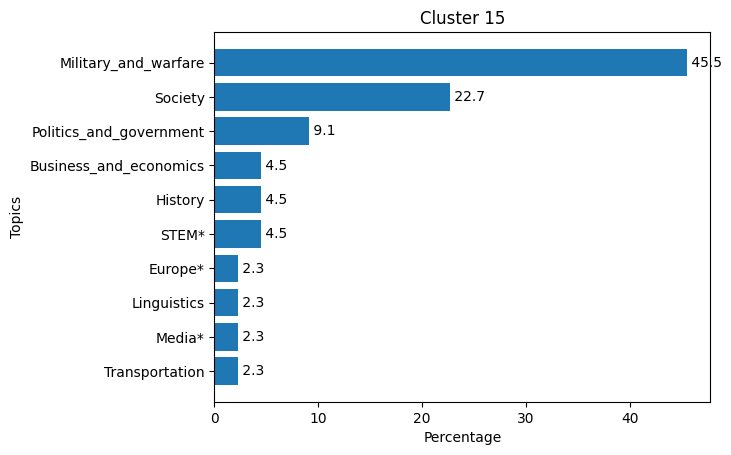 Cluster 15
Topics
Military_and_warfare 45.5
Society 22.7
Politics_and_government 9.1
Business_and_economics 4.5
History 4.5
STEM* 4.5
Europe* 2.3
Linguistics 2.3
Media* 2.3
Transportation 2.3
0 10 20 30 40
Percentage